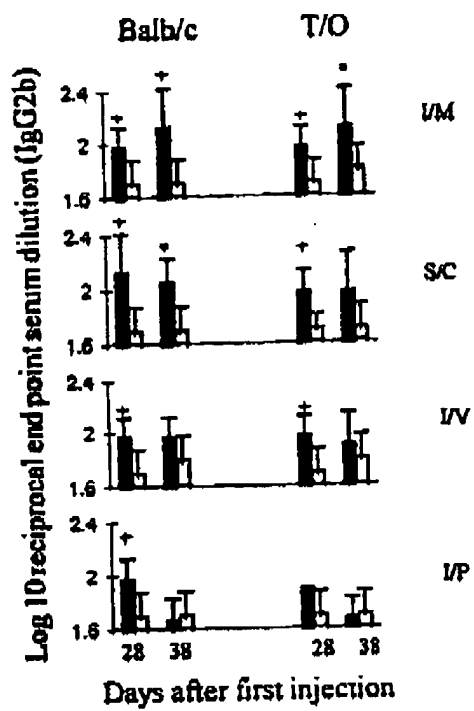 Balb/c T/O
Log 10 reciprocal end point serum dilution (IgG2b)
2.4
2
1.6
+ + + *
I/M
2.4
2
1.6
+ * +
S/C
2.4
2
1.6
+ +
I/V
2.4
2
1.6
+
I/P
28 38 28 38
Days after first injection